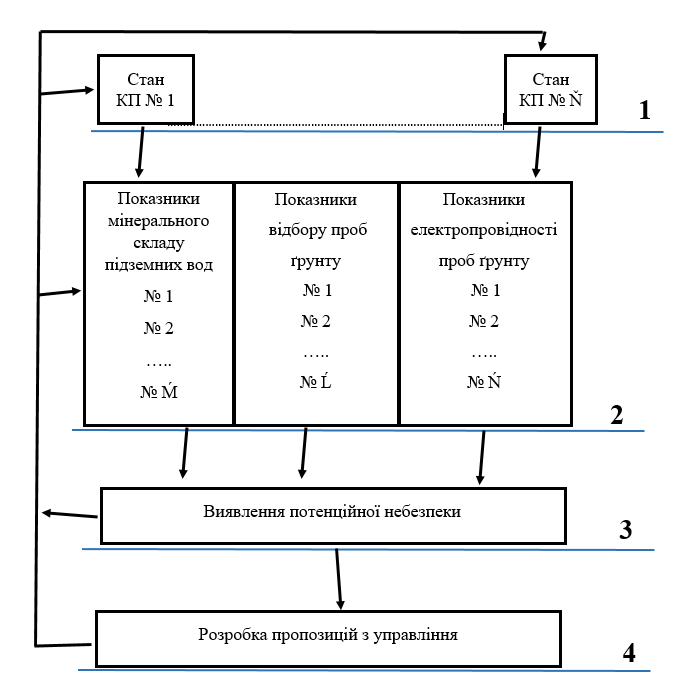 Стан
КП № 1
Стан
КП № Ň
1
Показники
мінерального
складу
підземних вод
№ 1
№ 2
…..
№ Ḿ
Показники
відбору проб
ґрунту
№ 1
№ 2
…..
№ Ĺ
Показники
електропровідності
проб ґрунту
№ 1
№ 2
…..
№ Ń
2
Виявлення потенційної небезпеки
3
Розробка пропозицій з управління
4